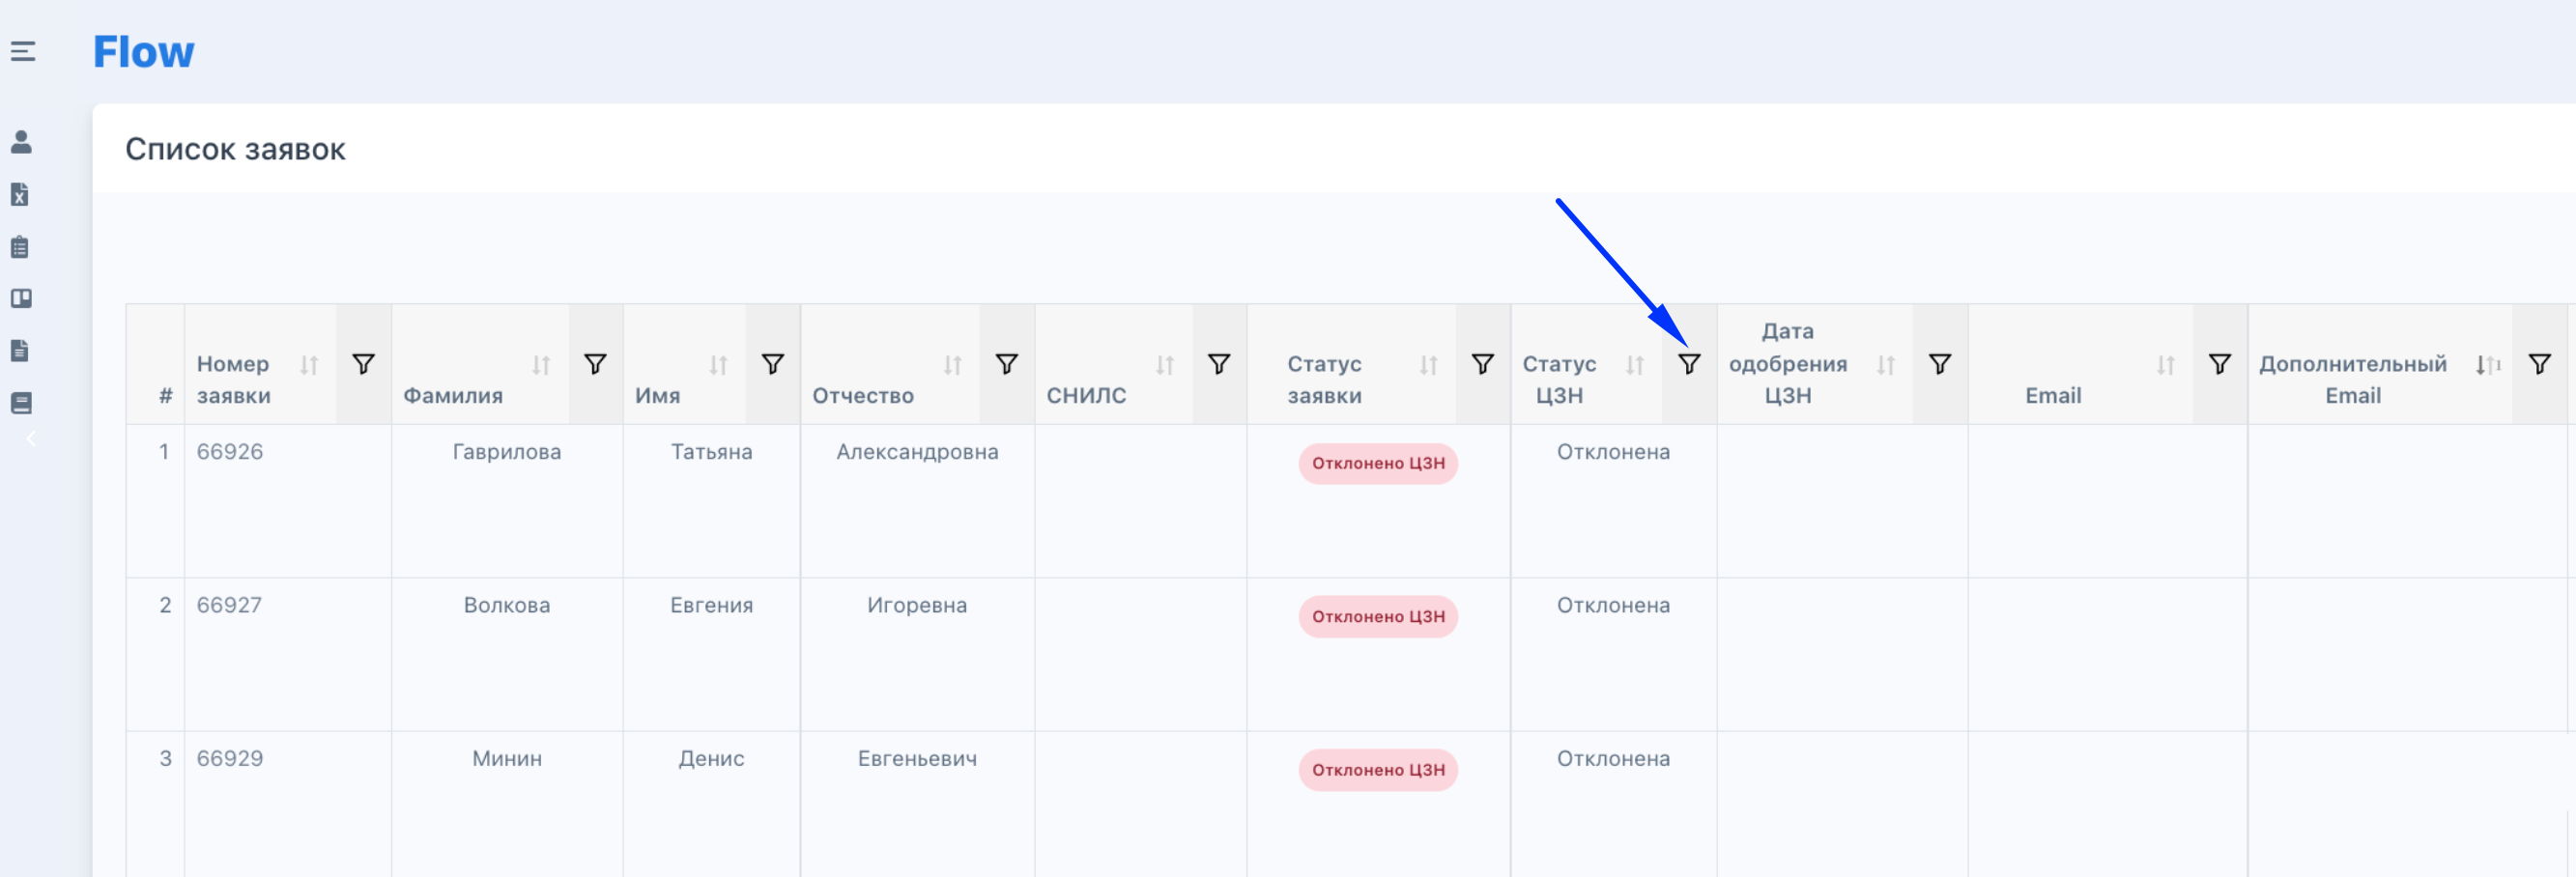 Flow
Список заявок
#
Номер
заявки
Фамилия
Имя
Отчество
СНИЛС
Статус
заявки
Статус
ЦЗН
Дата
одобрения
ЦЗН
Email
Дополнительный
Email
1
1 66926 Гаврилова Татьяна Александровна Отклонено ЦЗН Отклонена
2 66927 Волкова Евгения Игоревна Отклонено ЦЗН Отклонена
3 66929 Минин Денис Евгеньевич Отклонено ЦЗН Отклонена